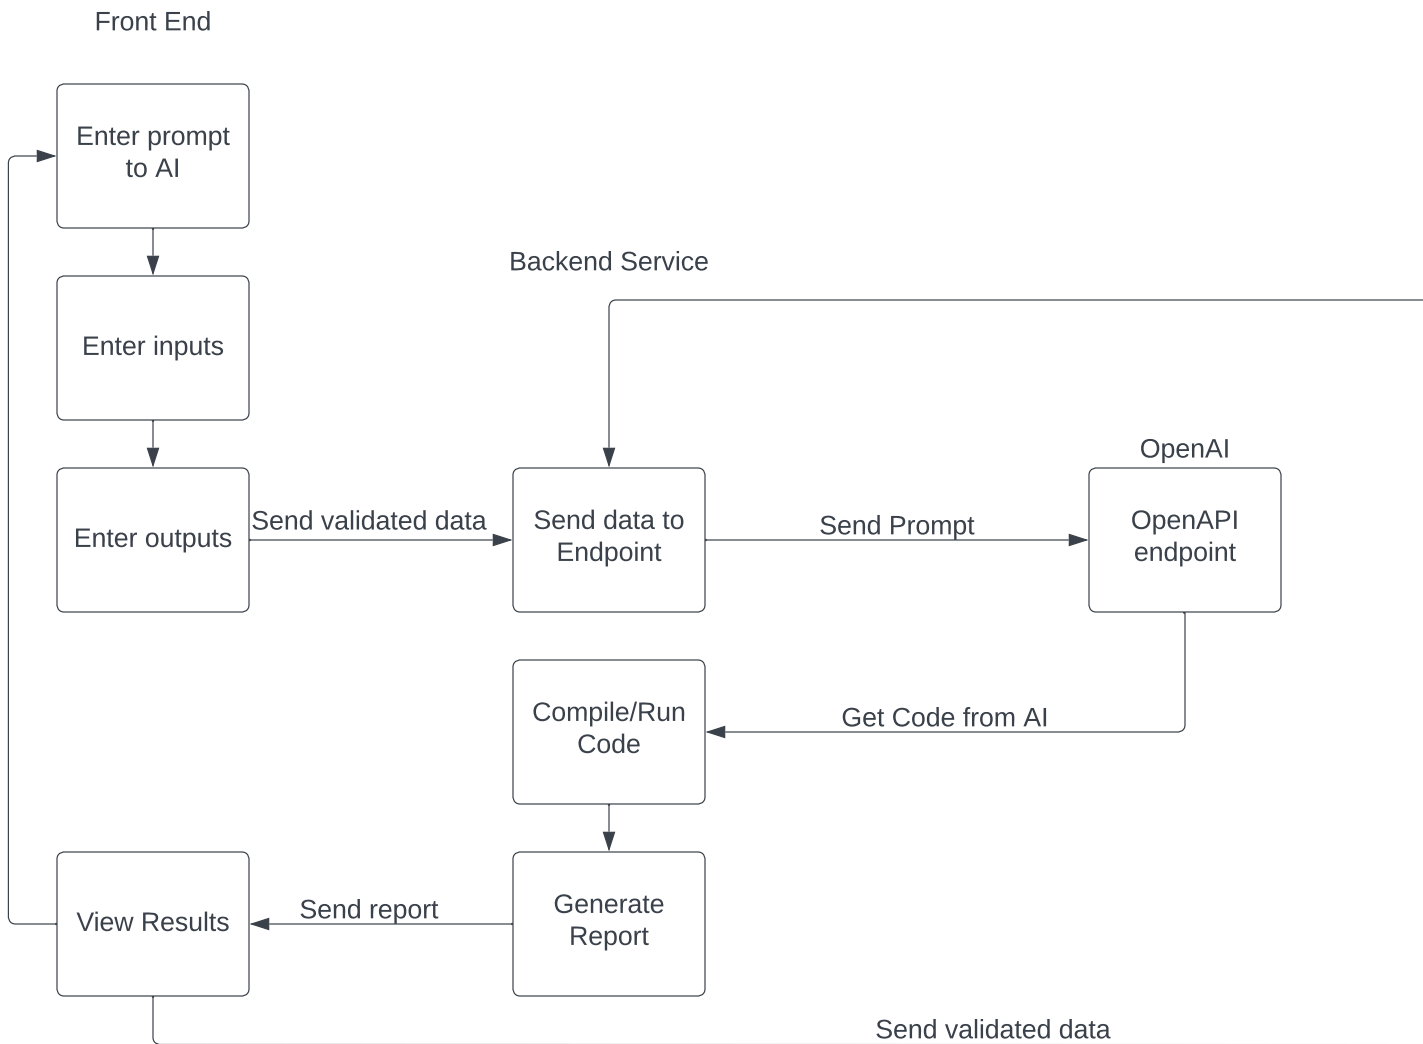 Front End
Enter prompt
to AI
Backend Service
Enter inputs
OpenAI
Enter outputs
Send validated data
Send data to
Endpoint
Send Prompt
OpenAPI
endpoint
Compile/Run
Code
Get Code from AI
View Results
Send report
Generate
Report
Send validated data